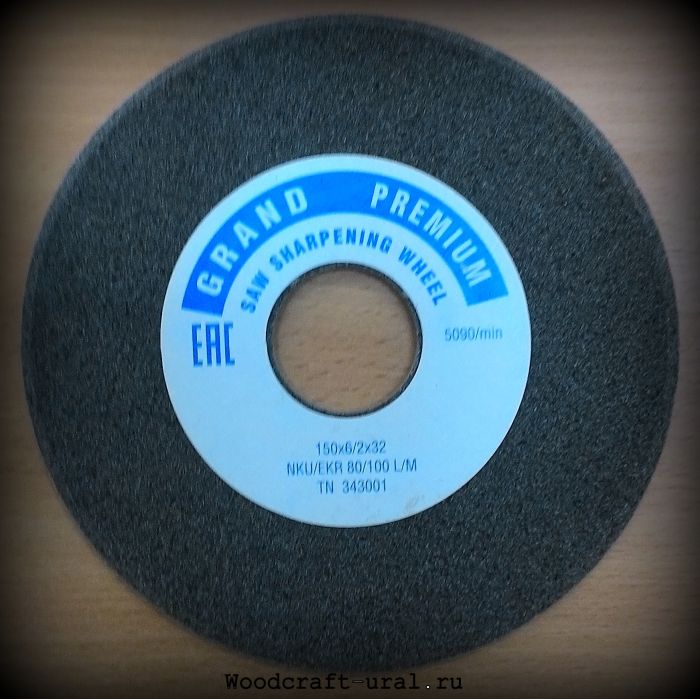 GRAND PREMIUM
SAW SHARPENING WHEEL
EAC
5090/min
150x6/2x32
NKU/EKR 80/100 L/M
TN 343001
Woodcraft-ural.ru